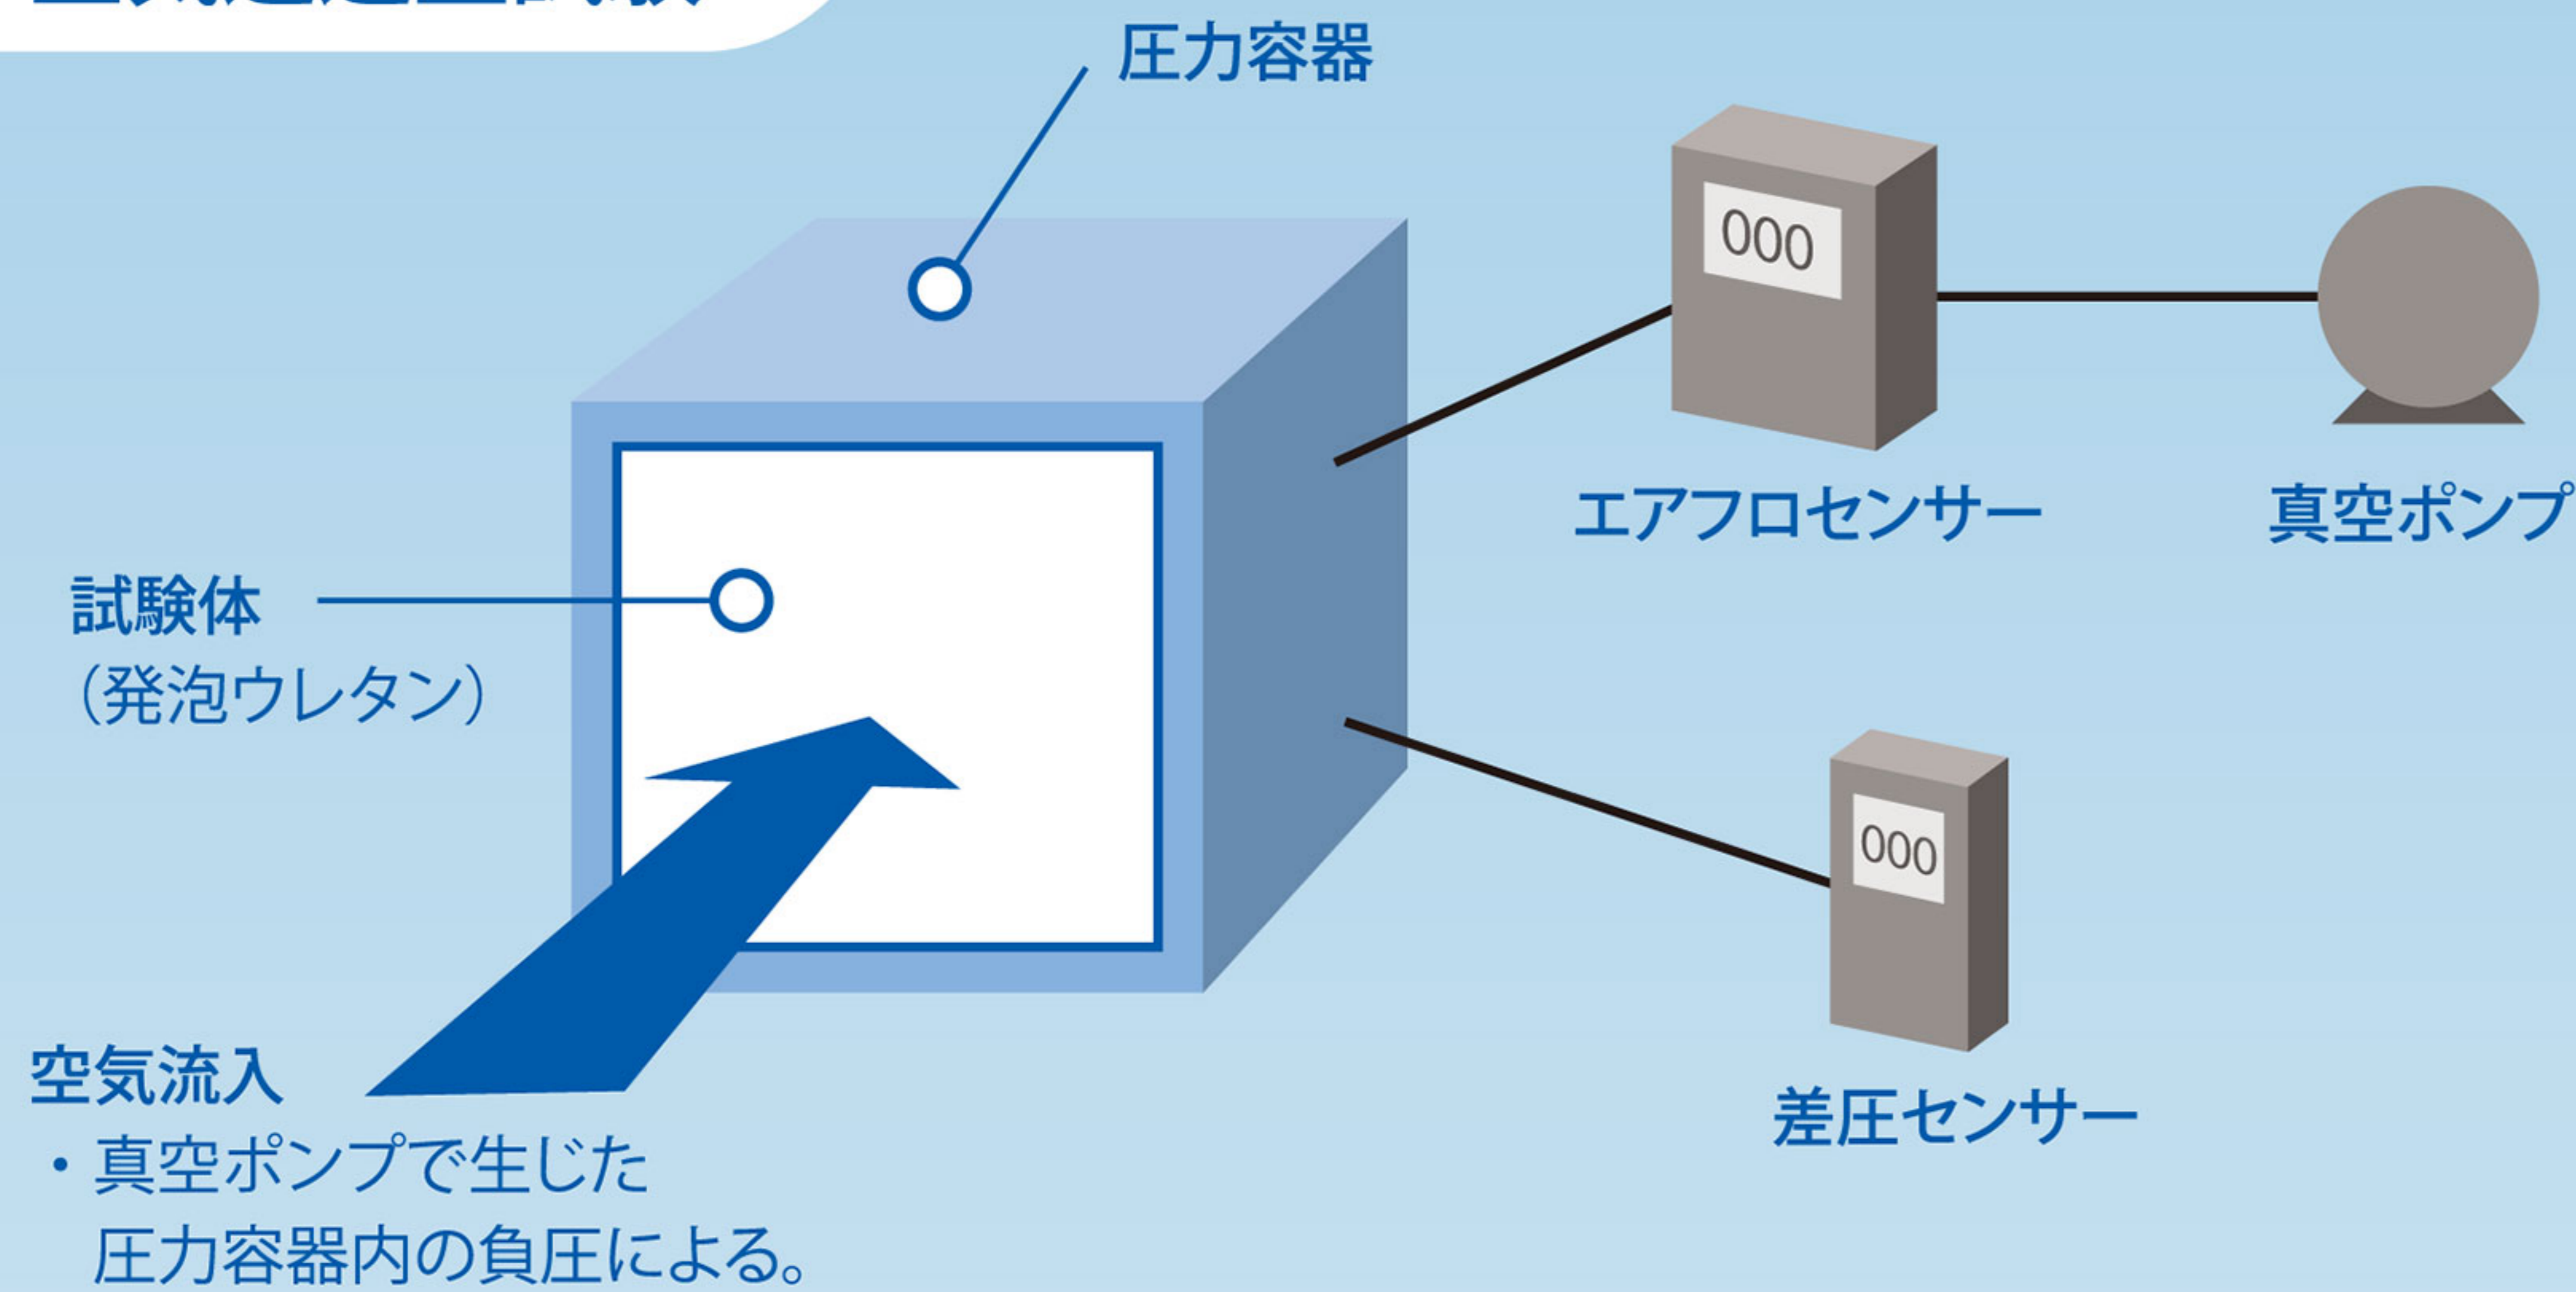 圧力容器
000
エアフロセンサー
真空ポンプ
試験体
（発泡ウレタン）
000
差圧センサー
空気流入
・真空ポンプで生じた
圧力容器内の負圧による。